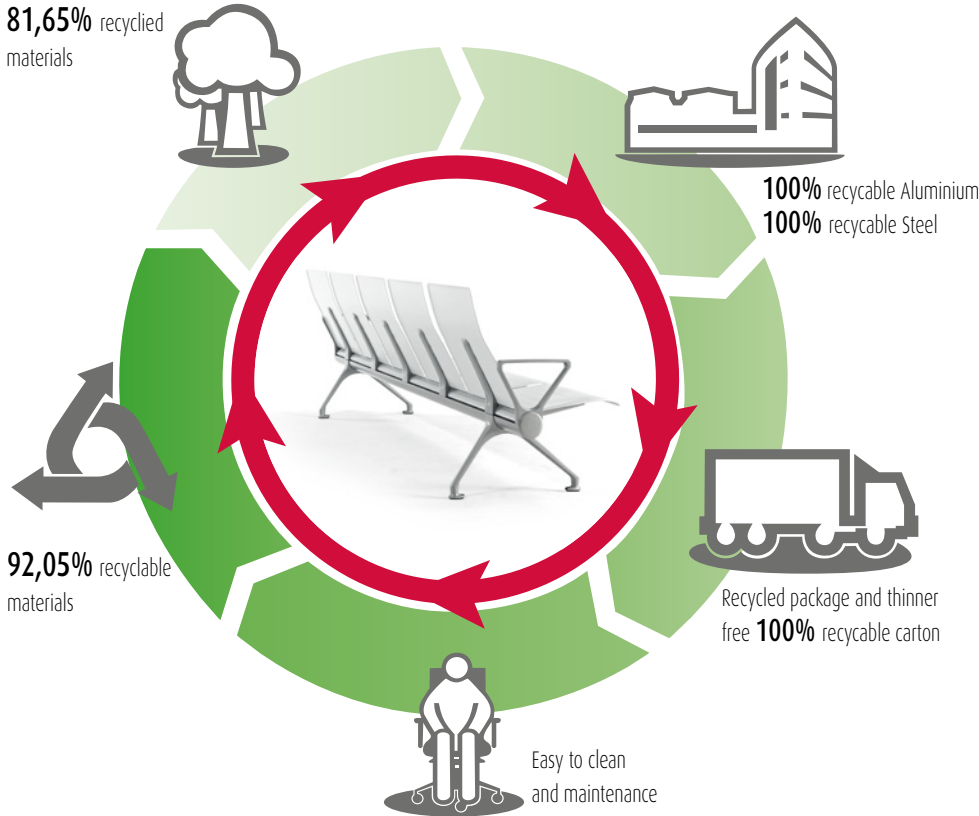 81,65% recyclied
materials
100% recycable Aluminium
100% recycable Steel
Recycled package and thinner
free 100% recycable carton
Easy to clean
and maintenance
92,05% recyclable
materials